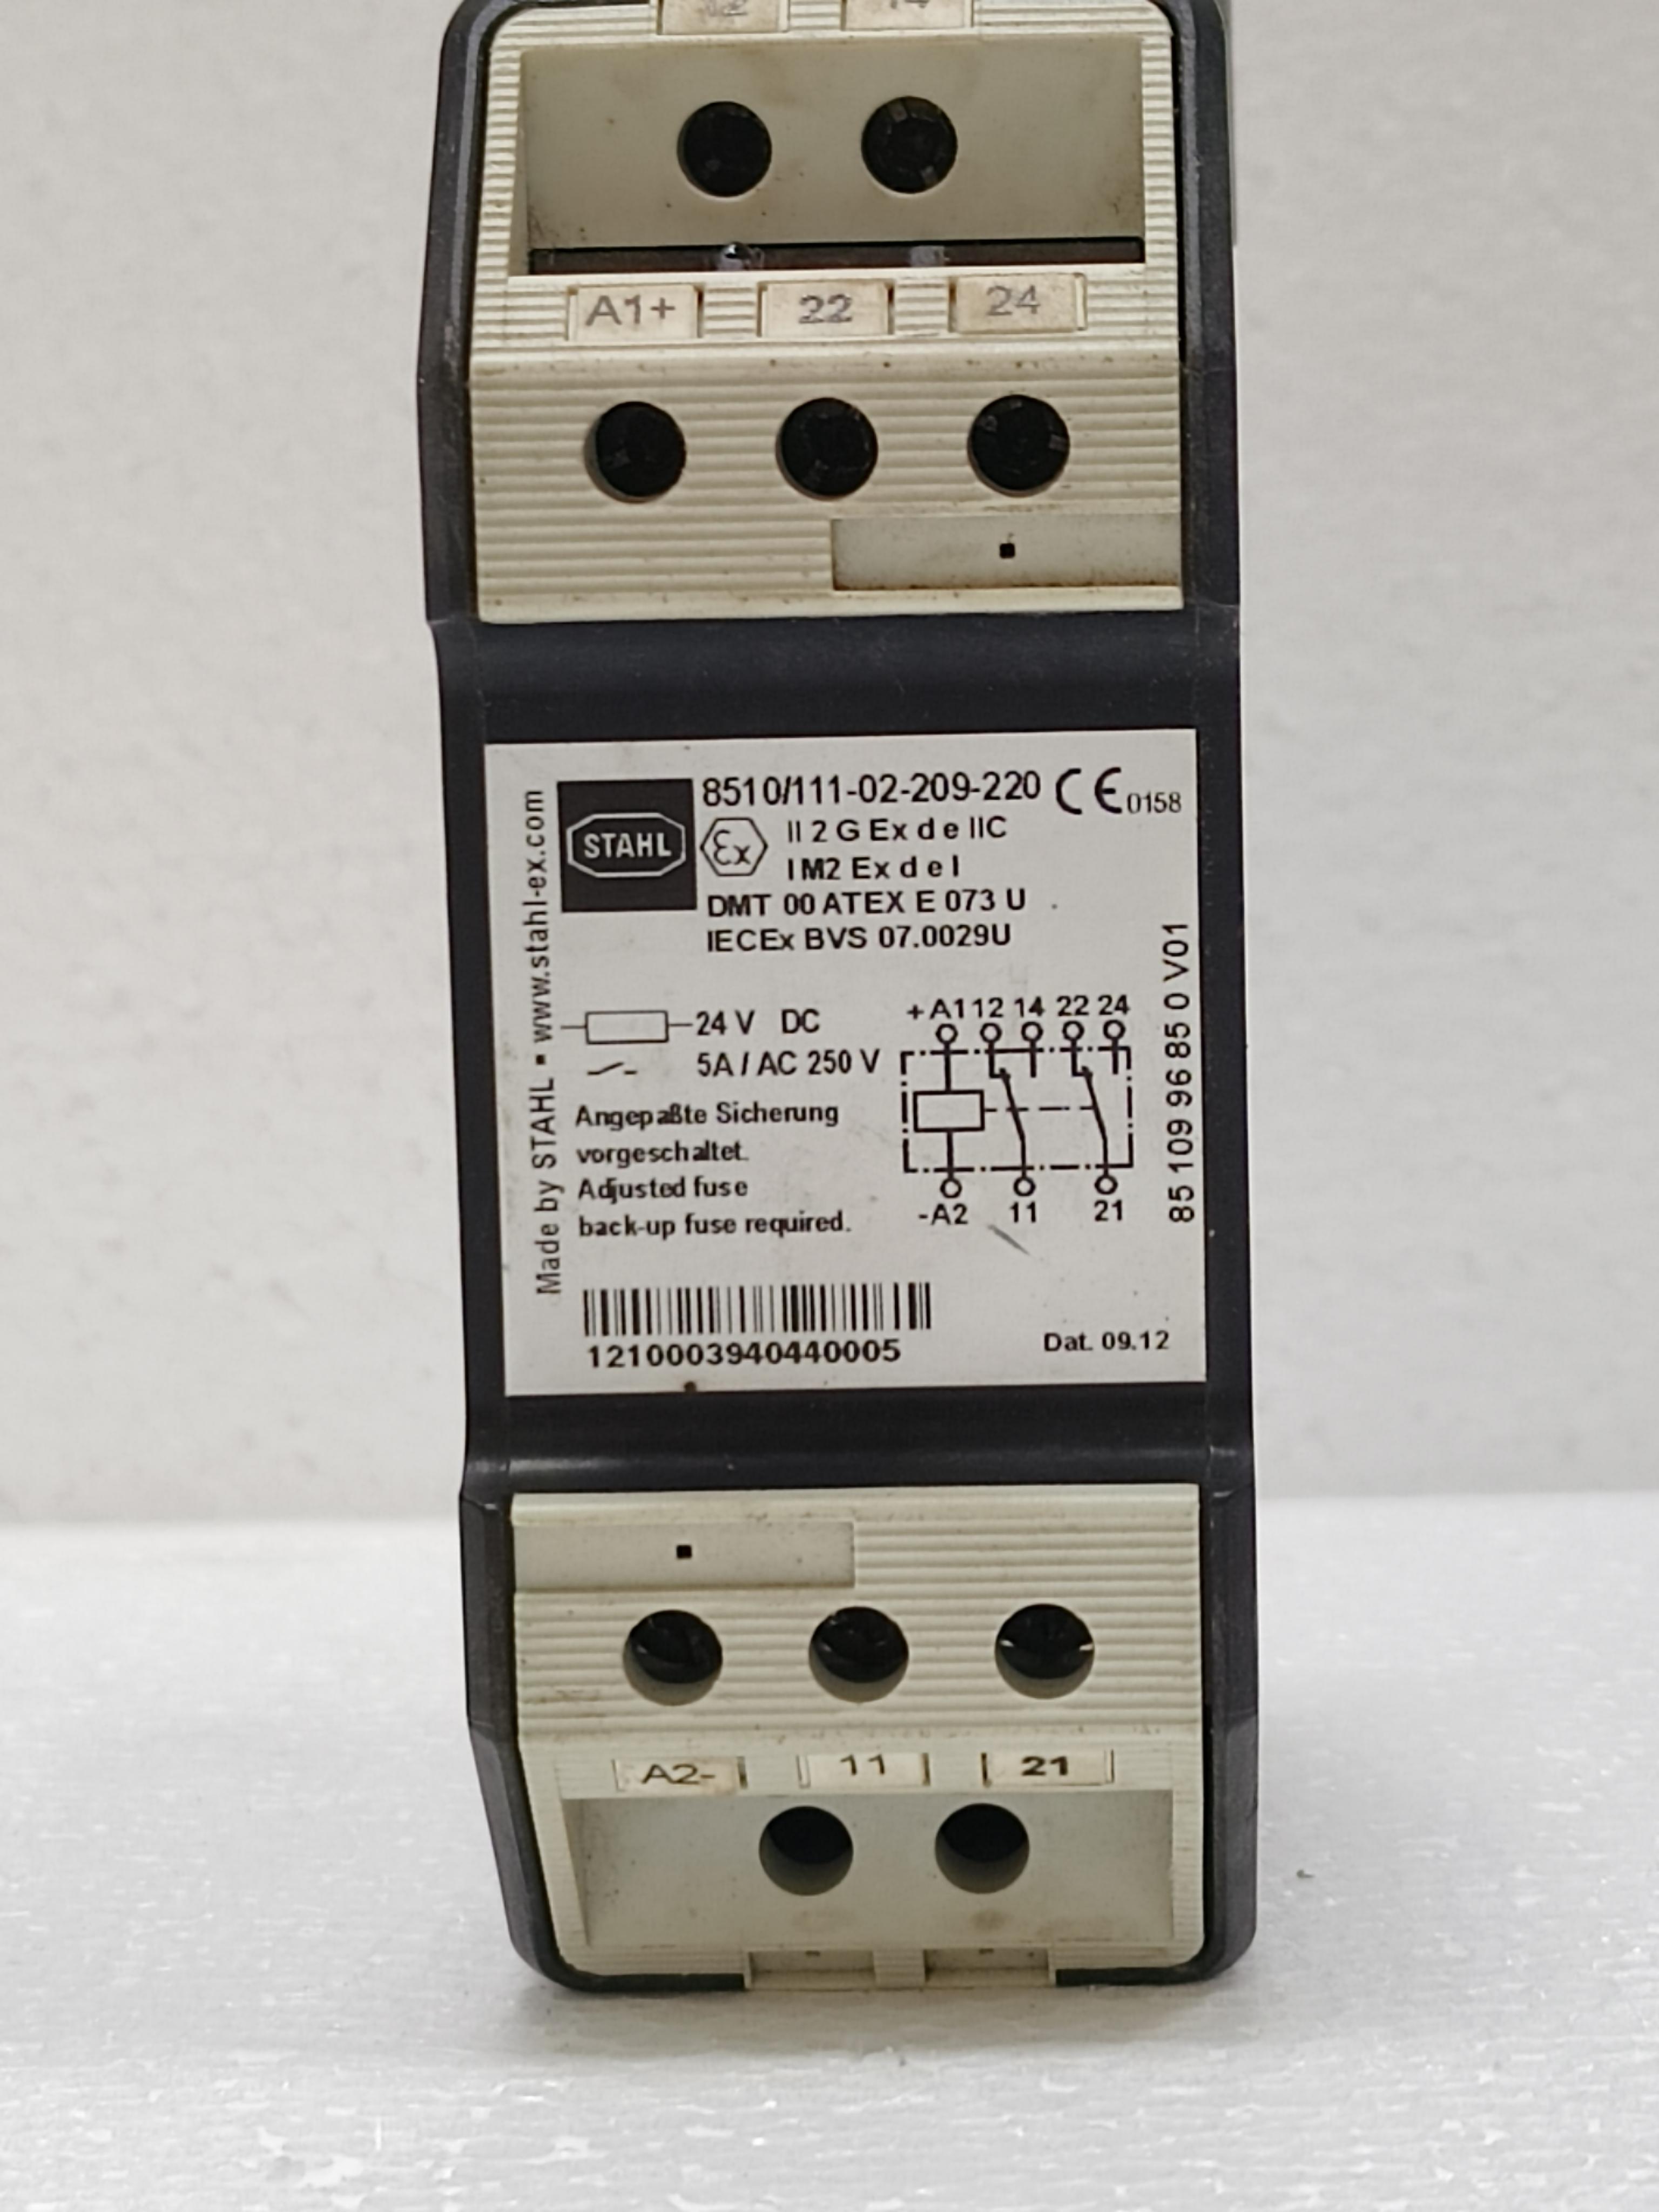 A1+ 22 24
8510/111-02-209-220 CE 0158
STAHL
Ex II 2 G Ex d e IIC
I M2 Ex d e I
DMT 00 ATEX E 073 U
IECEx BVS 07.0029U
Made by STAHL ▪ www.stahl-ex.com
24 V DC
5A / AC 250 V
Angepaßte Sicherung
vorgeschaltet.
Adjusted fuse
back-up fuse required.
+ A1 12 14 22 24
-A2 11 21
85 109 96 85 0 V01
1210003940440005
Dat. 09.12
A2- 11 21